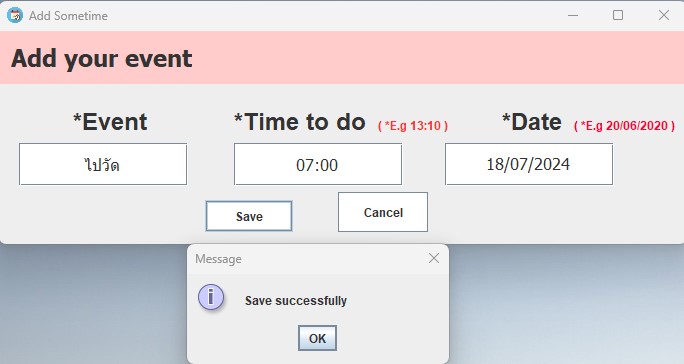 Add Sometime
Add your event
*Event *Time to do ( *E.g 13:10 ) *Date ( *E.g 20/06/2020 )
ไปวัด 07:00 18/07/2024
Save Cancel
Message
Save successfully
OK